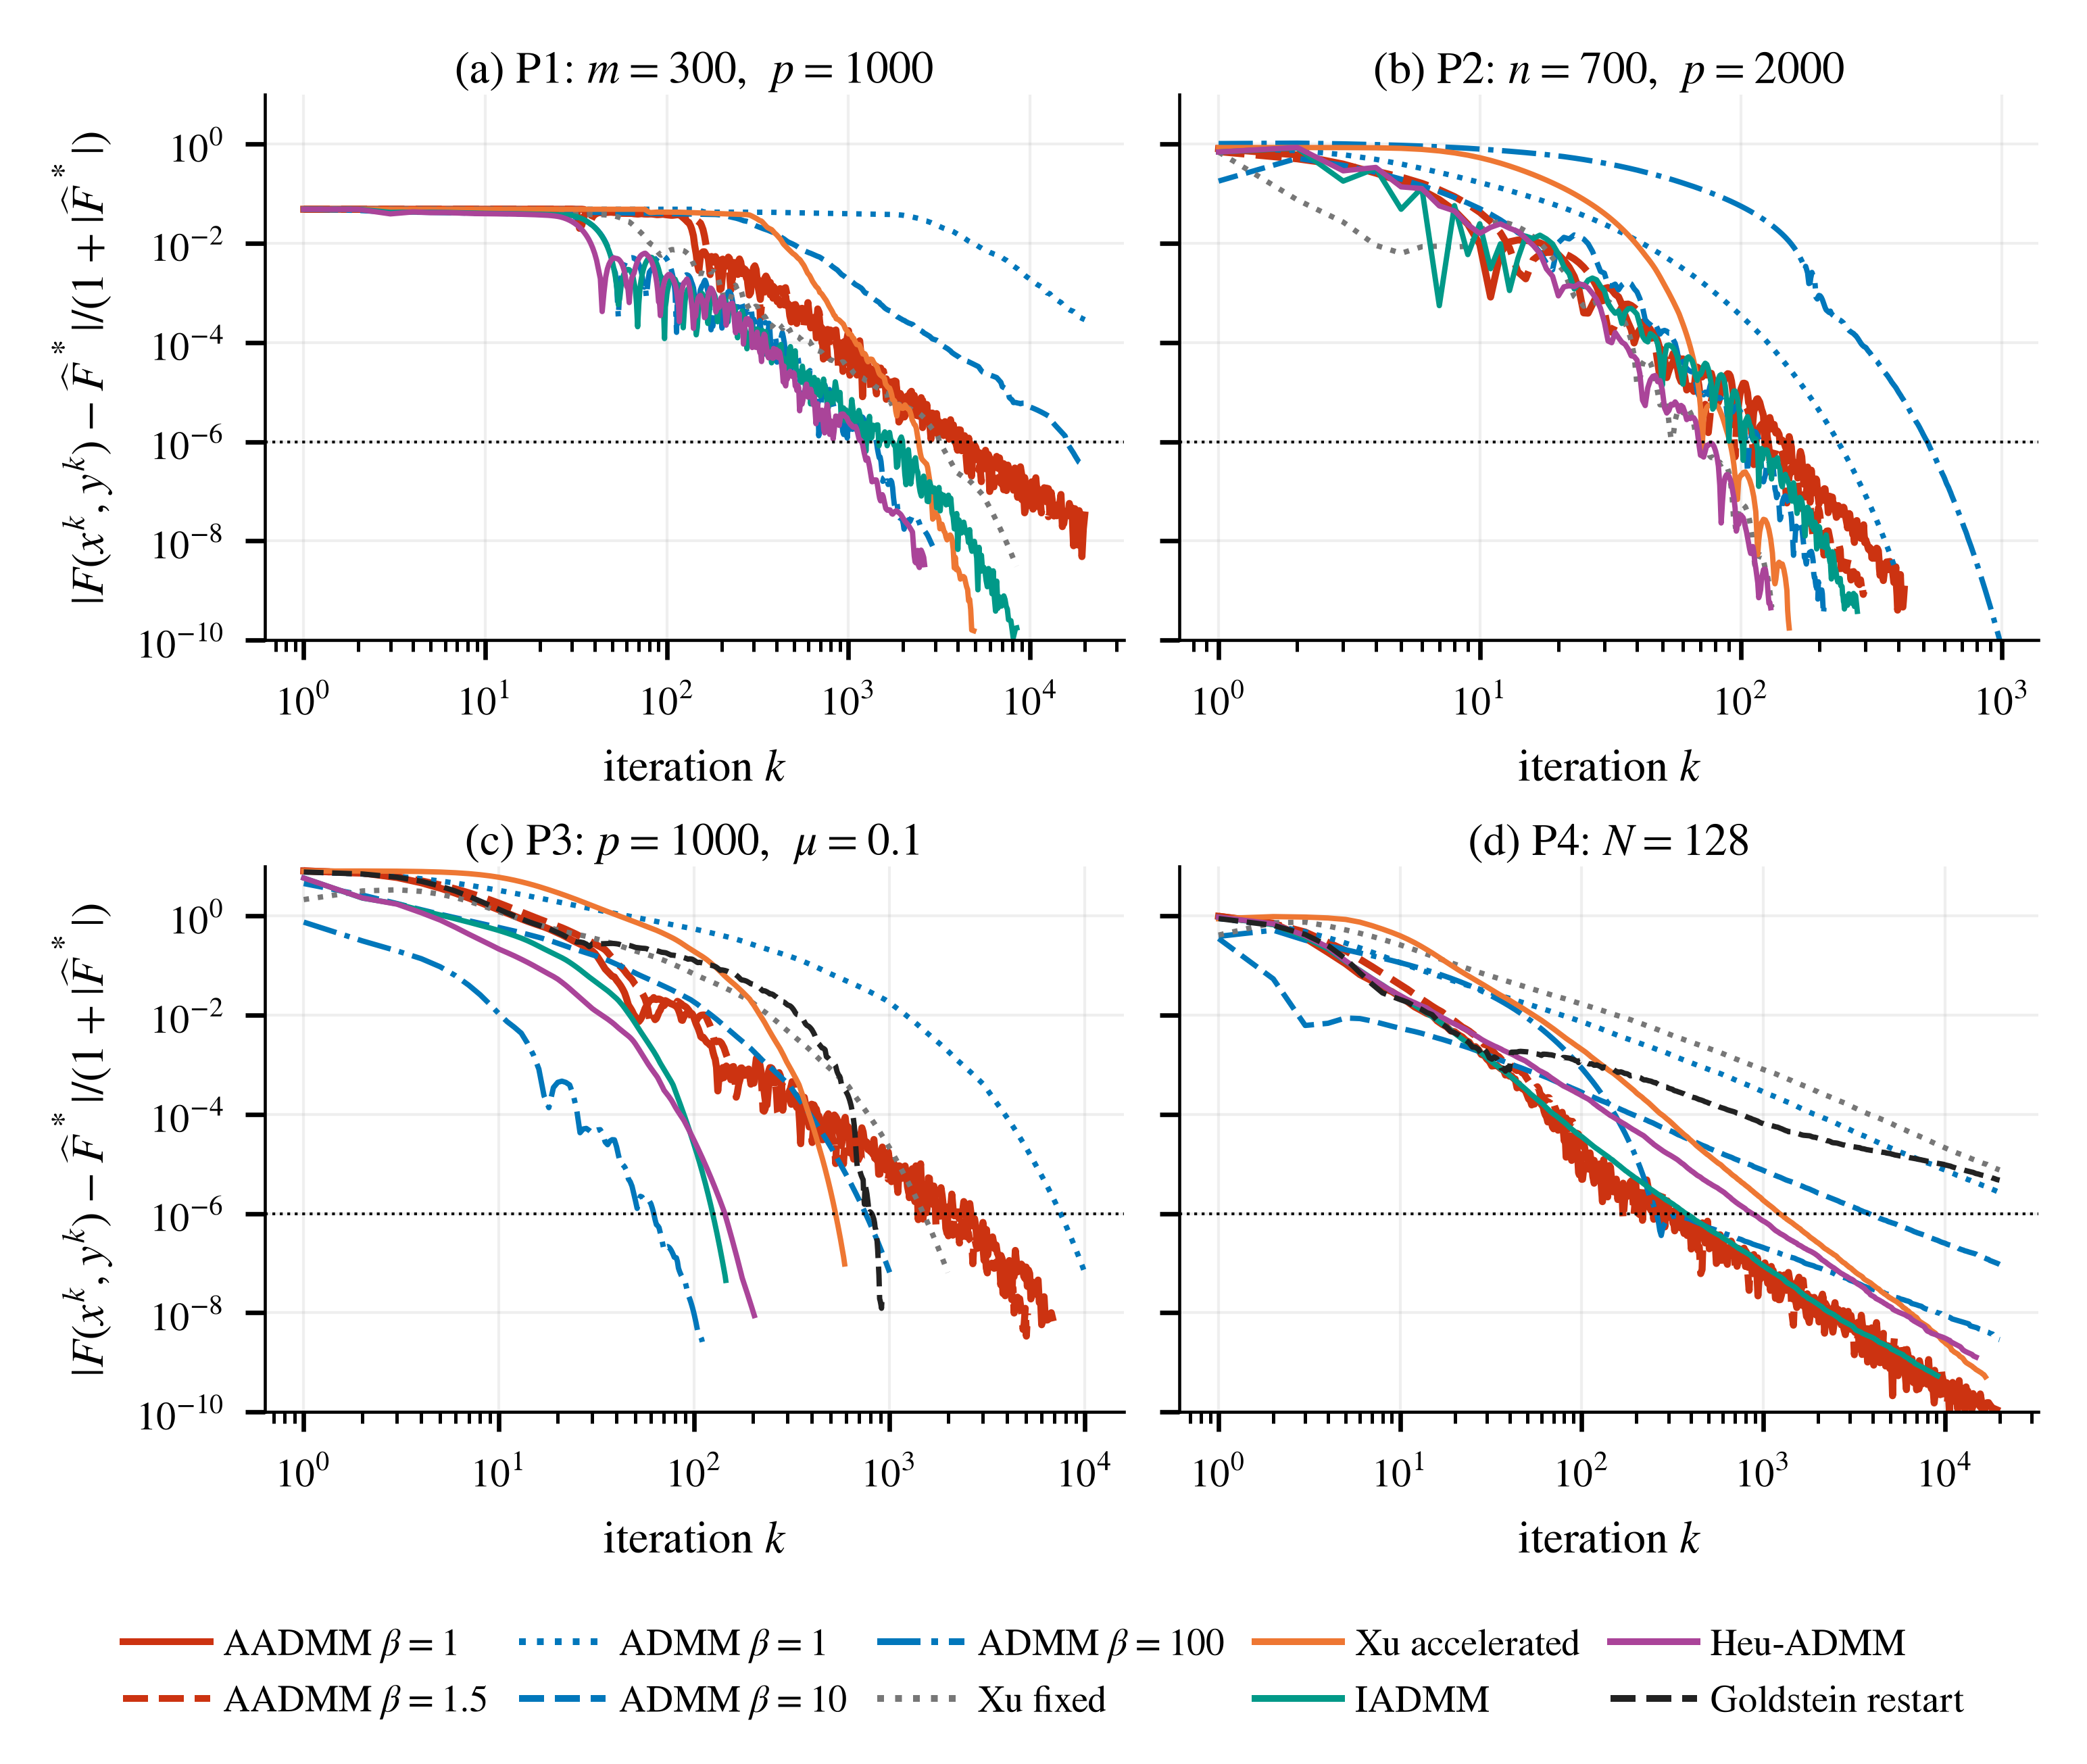 (a) P1: m = 300, p = 1000
(b) P2: n = 700, p = 2000
|F(x^k, y^k) − F̂*|/(1 + |F̂*|)
10^0
10^−2
10^−4
10^−6
10^−8
10^−10
10^0 10^1 10^2 10^3 10^4
10^0 10^1 10^2 10^3
iteration k
iteration k
(c) P3: p = 1000, μ = 0.1
(d) P4: N = 128
|F(x^k, y^k) − F̂*|/(1 + |F̂*|)
10^0
10^−2
10^−4
10^−6
10^−8
10^−10
10^0 10^1 10^2 10^3 10^4
10^0 10^1 10^2 10^3 10^4
iteration k
iteration k
AADMM β = 1
ADMM β = 1
ADMM β = 100
Xu accelerated
Heu-ADMM
AADMM β = 1.5
ADMM β = 10
Xu fixed
IADMM
Goldstein restart